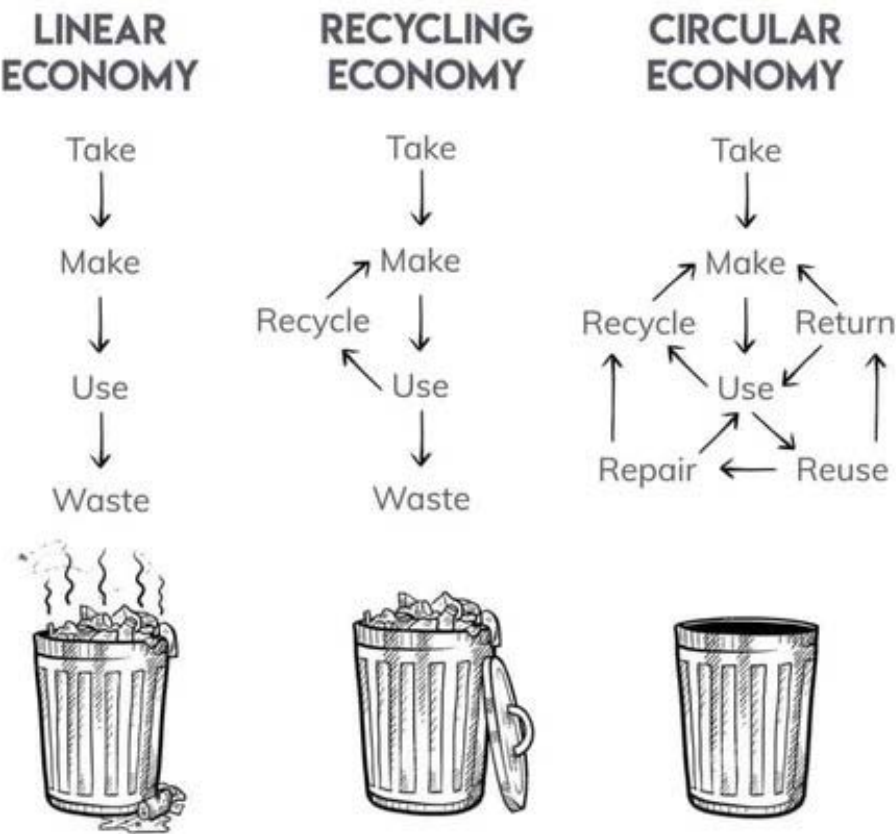 LINEAR
ECONOMY
Take
Make
Use
Waste
RECYCLING
ECONOMY
Take
Make
Recycle
Use
Waste
CIRCULAR
ECONOMY
Take
Make
Recycle Return
Use
Repair Reuse